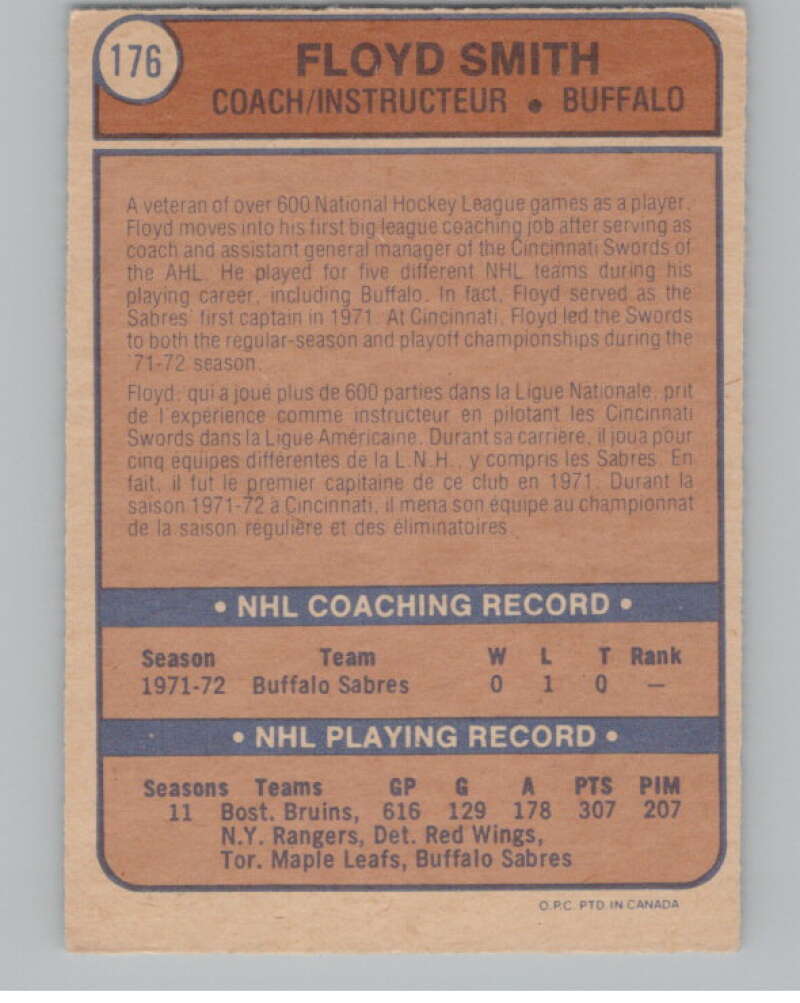 176
FLOYD SMITH
COACH/INSTRUCTEUR • BUFFALO
A veteran of over 600 National Hockey League games as a player,
Floyd moves into his first big league coaching job after serving as
coach and assistant general manager of the Cincinnati Swords of
the AHL. He played for five different NHL teams during his
playing career, including Buffalo. In fact, Floyd served as the
Sabres' first captain in 1971. At Cincinnati, Floyd led the Swords
to both the regular-season and playoff championships during the
'71-72 season.
Floyd, qui a joué plus de 600 parties dans la Ligue Nationale, prit
de l'expérience comme instructeur en pilotant les Cincinnati
Swords dans la Ligue Américaine. Durant sa carrière, il joua pour
cinq équipes différentes de la L.N.H., y compris les Sabres. En
fait, il fut le premier capitaine de ce club en 1971. Durant la
saison 1971-72 à Cincinnati, il mena son équipe au championnat
de la saison régulière et des éliminatoires.
• NHL COACHING RECORD •
Season Team W L T Rank
1971-72 Buffalo Sabres 0 1 0 —
• NHL PLAYING RECORD •
Seasons Teams GP G A PTS PIM
11 Bost. Bruins, 616 129 178 307 207
N.Y. Rangers, Det. Red Wings,
Tor. Maple Leafs, Buffalo Sabres
O.P.C. PTD. IN CANADA